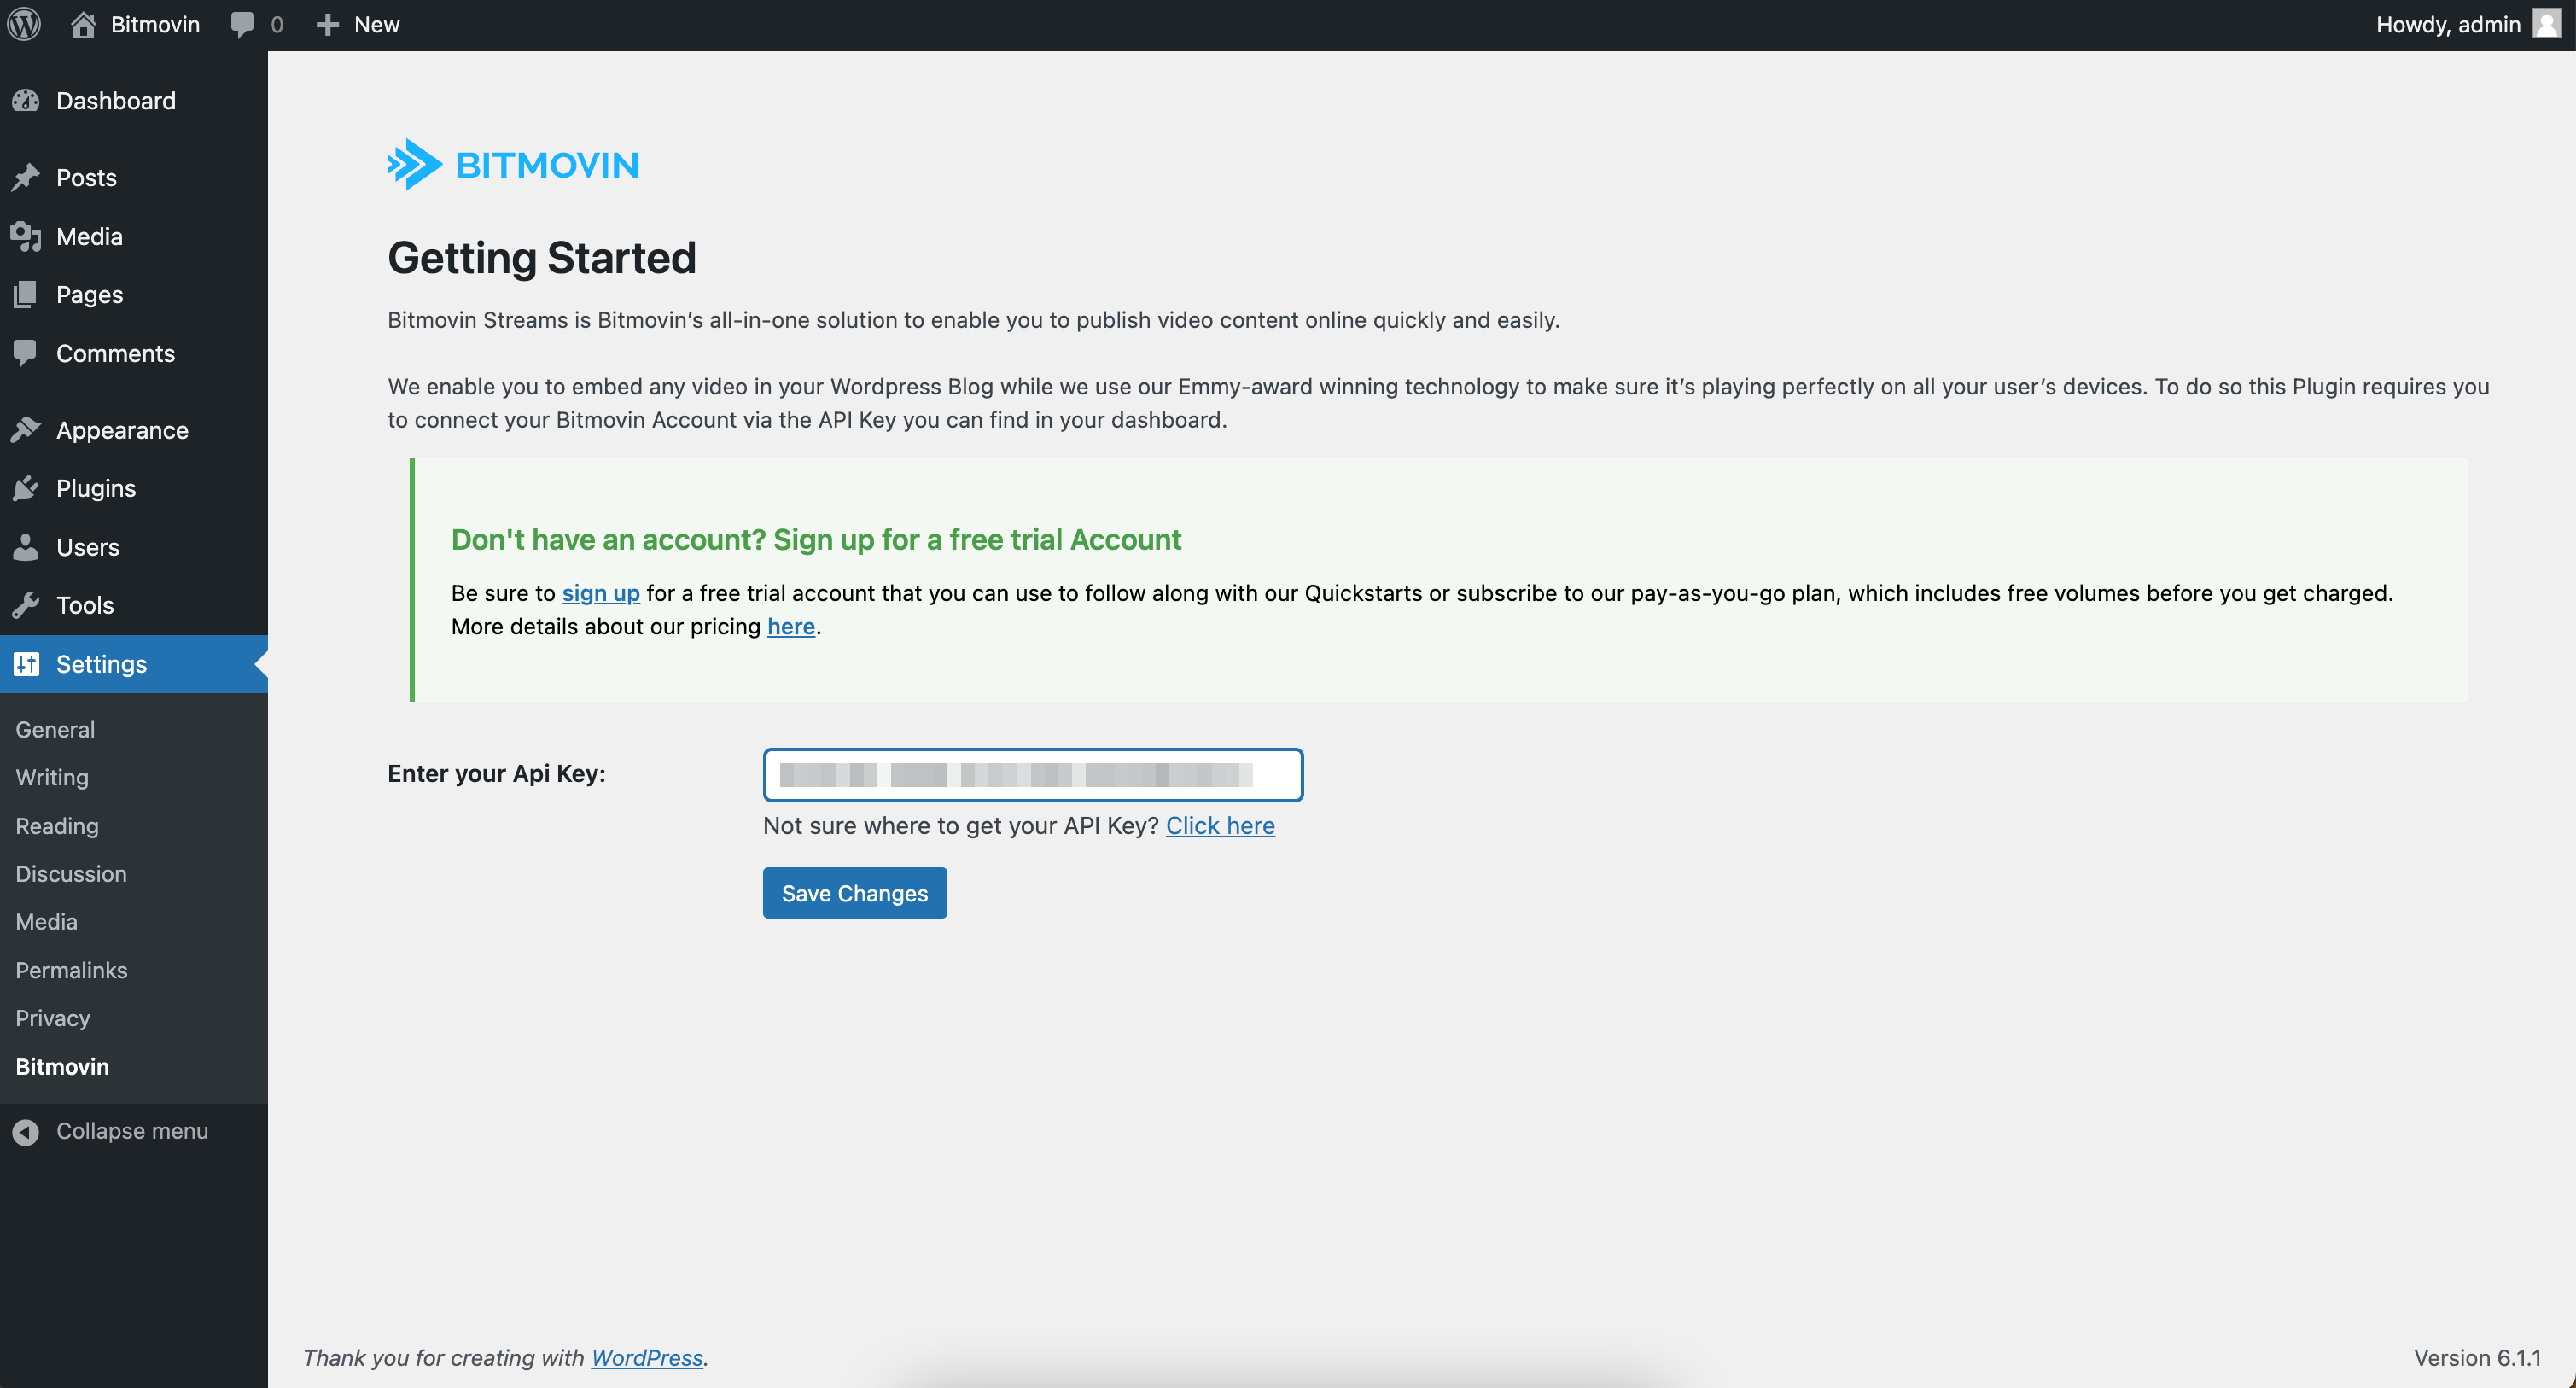 Bitmovin 0 New Howdy, admin
Dashboard
Posts
Media
Pages
Comments
Appearance
Plugins
Users
Tools
Settings
General
Writing
Reading
Discussion
Media
Permalinks
Privacy
Bitmovin
Collapse menu
BITMOVIN
Getting Started
Bitmovin Streams is Bitmovin’s all-in-one solution to enable you to publish video content online quickly and easily.
We enable you to embed any video in your Wordpress Blog while we use our Emmy-award winning technology to make sure it’s playing perfectly on all your user’s devices. To do so this Plugin requires you
to connect your Bitmovin Account via the API Key you can find in your dashboard.
Don't have an account? Sign up for a free trial Account
Be sure to sign up for a free trial account that you can use to follow along with our Quickstarts or subscribe to our pay-as-you-go plan, which includes free volumes before you get charged.
More details about our pricing here.
Enter your Api Key:
Not sure where to get your API Key? Click here
Save Changes
Thank you for creating with WordPress.
Version 6.1.1